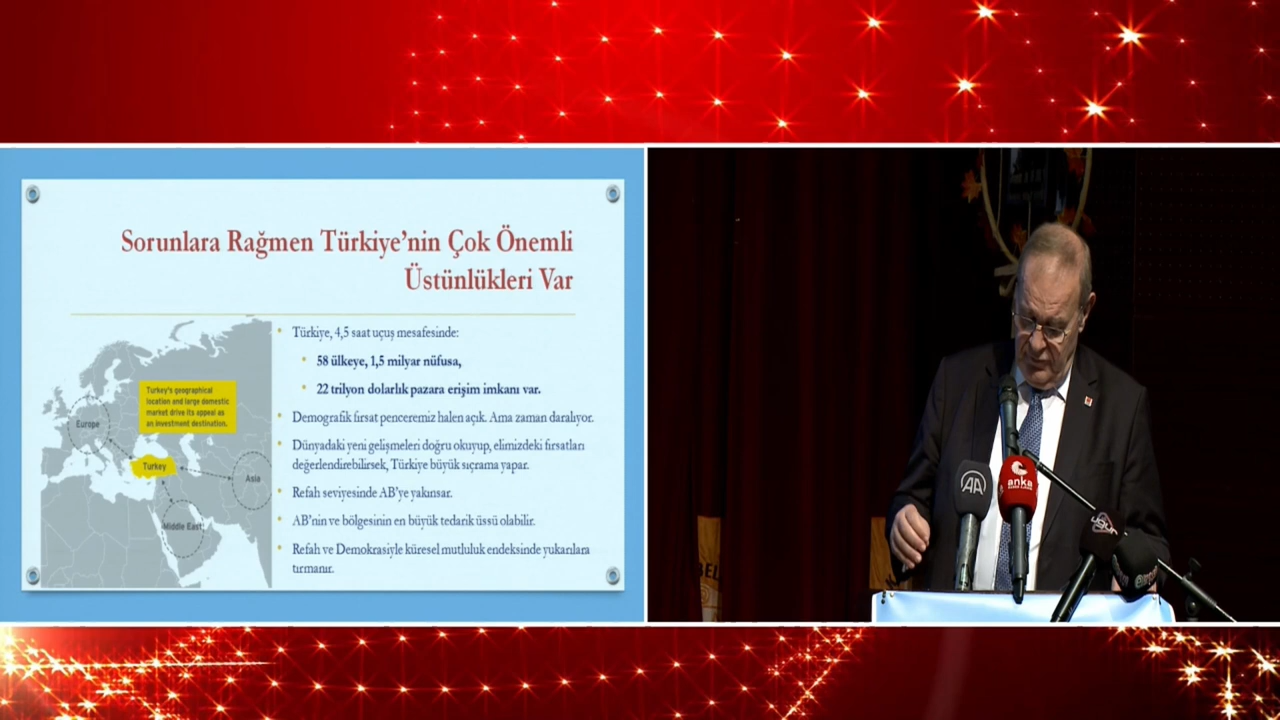 Sorunlara Rağmen Türkiye'nin Çok Önemli
Üstünlükleri Var
Türkiye, 4,5 saat uçuş mesafesinde:
58 ülkeye, 1,5 milyar nüfusa,
22 trilyon dolarlık pazara erişim imkanı var.
Demografik fırsat penceremiz halen açık. Ama zaman daralıyor.
Dünyadaki yeni gelişmeleri doğru okuyup, elimizdeki fırsatları
değerlendirebilirsek, Türkiye büyük sıçrama yapar.
Refah seviyesinde AB'ye yakınsar.
AB'nin ve bölgesinin en büyük tedarik üssü olabilir.
Refah ve Demokrasiyle küresel mutluluk endeksinde yukarılara
tırmanır.
Turkey's geographical
location and large domestic
market drive its appeal as
an investment destination.
Europe
Turkey
Asia
Middle East
AA
anka
BEL